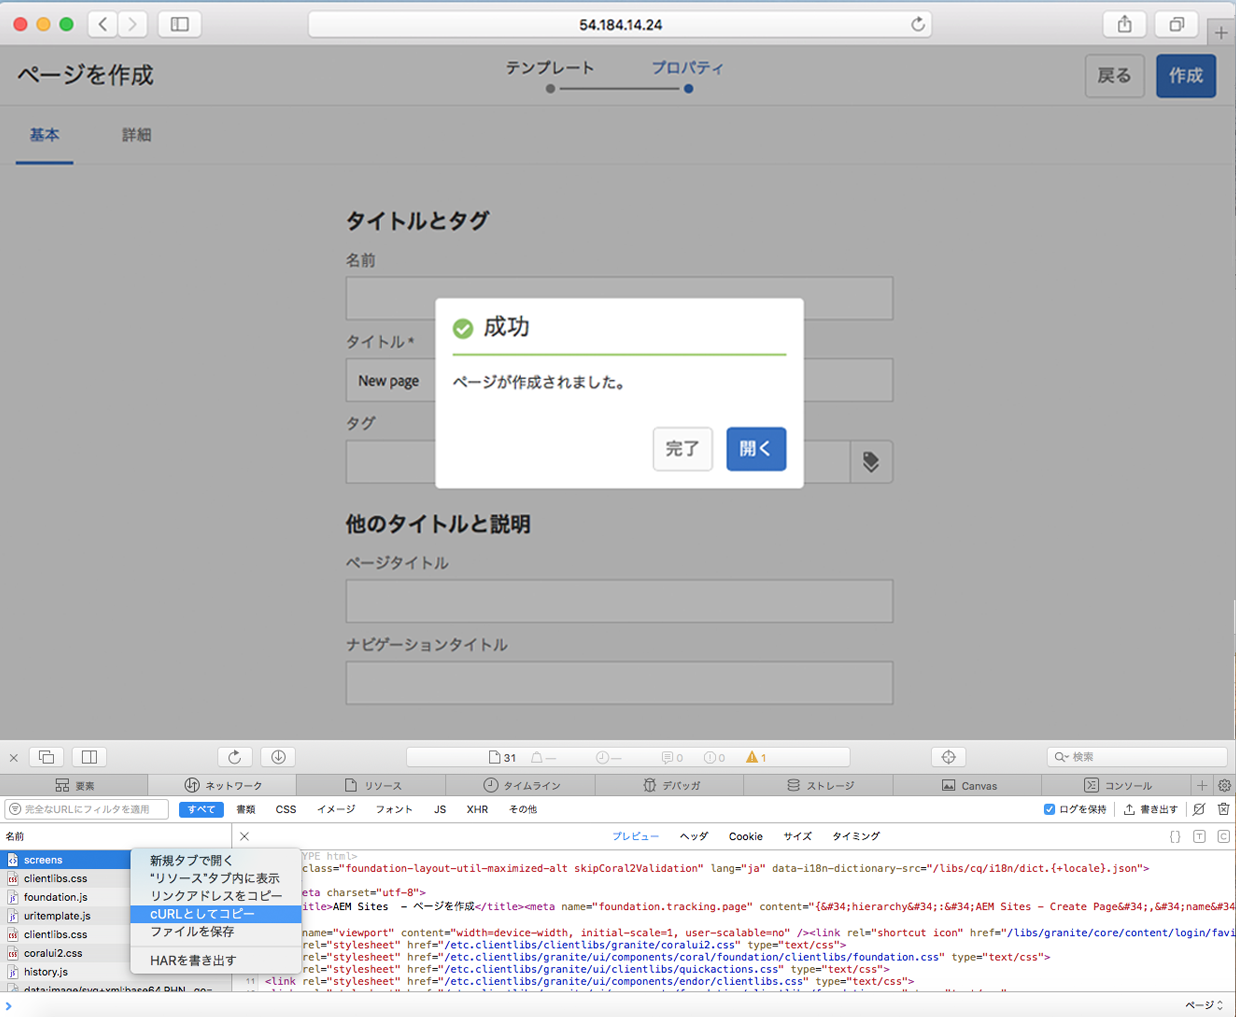 54.184.14.24
ページを作成
テンプレート
プロパティ
戻る
作成
基本
詳細
タイトルとタグ
名前
タイトル *
New page
タグ
成功
ページが作成されました。
完了
開く
他のタイトルと説明
ページタイトル
ナビゲーションタイトル
31
—
—
0
0
1
検索
要素
ネットワーク
リソース
タイムライン
デバッガ
ストレージ
Canvas
コンソール
完全なURLにフィルタを適用
すべて
書類
CSS
イメージ
フォント
JS
XHR
その他
ログを保持
書き出す
名前
プレビュー
ヘッダ
Cookie
サイズ
タイミング
screens
clientlibs.css
foundation.js
uritemplate.js
clientlibs.css
coralui2.css
history.js
data:image/svg+xml;base64,PHN…go=
新規タブで開く
"リソース"タブ内に表示
リンクアドレスをコピー
cURLとしてコピー
ファイルを保存
HARを書き出す
YPE html>
class="foundation-layout-util-maximized-alt skipCoral2Validation" lang="ja" data-i18n-dictionary-src="/libs/cq/i18n/dict.{+locale}.json">
eta charset="utf-8">
itle>AEM Sites  - ページを作成</title><meta name="foundation.tracking.page" content="{&#34;hierarchy&#34;:&#34;AEM Sites - Create Page&#34;,&#34;name&#34
name="viewport" content="width=device-width, initial-scale=1, user-scalable=no" /><link rel="shortcut icon" href="/libs/granite/core/content/login/favi
rel="stylesheet" href="/etc.clientlibs/clientlibs/granite/coralui2.css" type="text/css">
rel="stylesheet" href="/etc.clientlibs/granite/ui/components/coral/foundation/clientlibs/foundation.css" type="text/css">
rel="stylesheet" href="/etc.clientlibs/granite/ui/clientlibs/quickactions.css" type="text/css">
11 <link rel="stylesheet" href="/etc.clientlibs/granite/ui/components/endor/clientlibs.css" type="text/css">
ページ